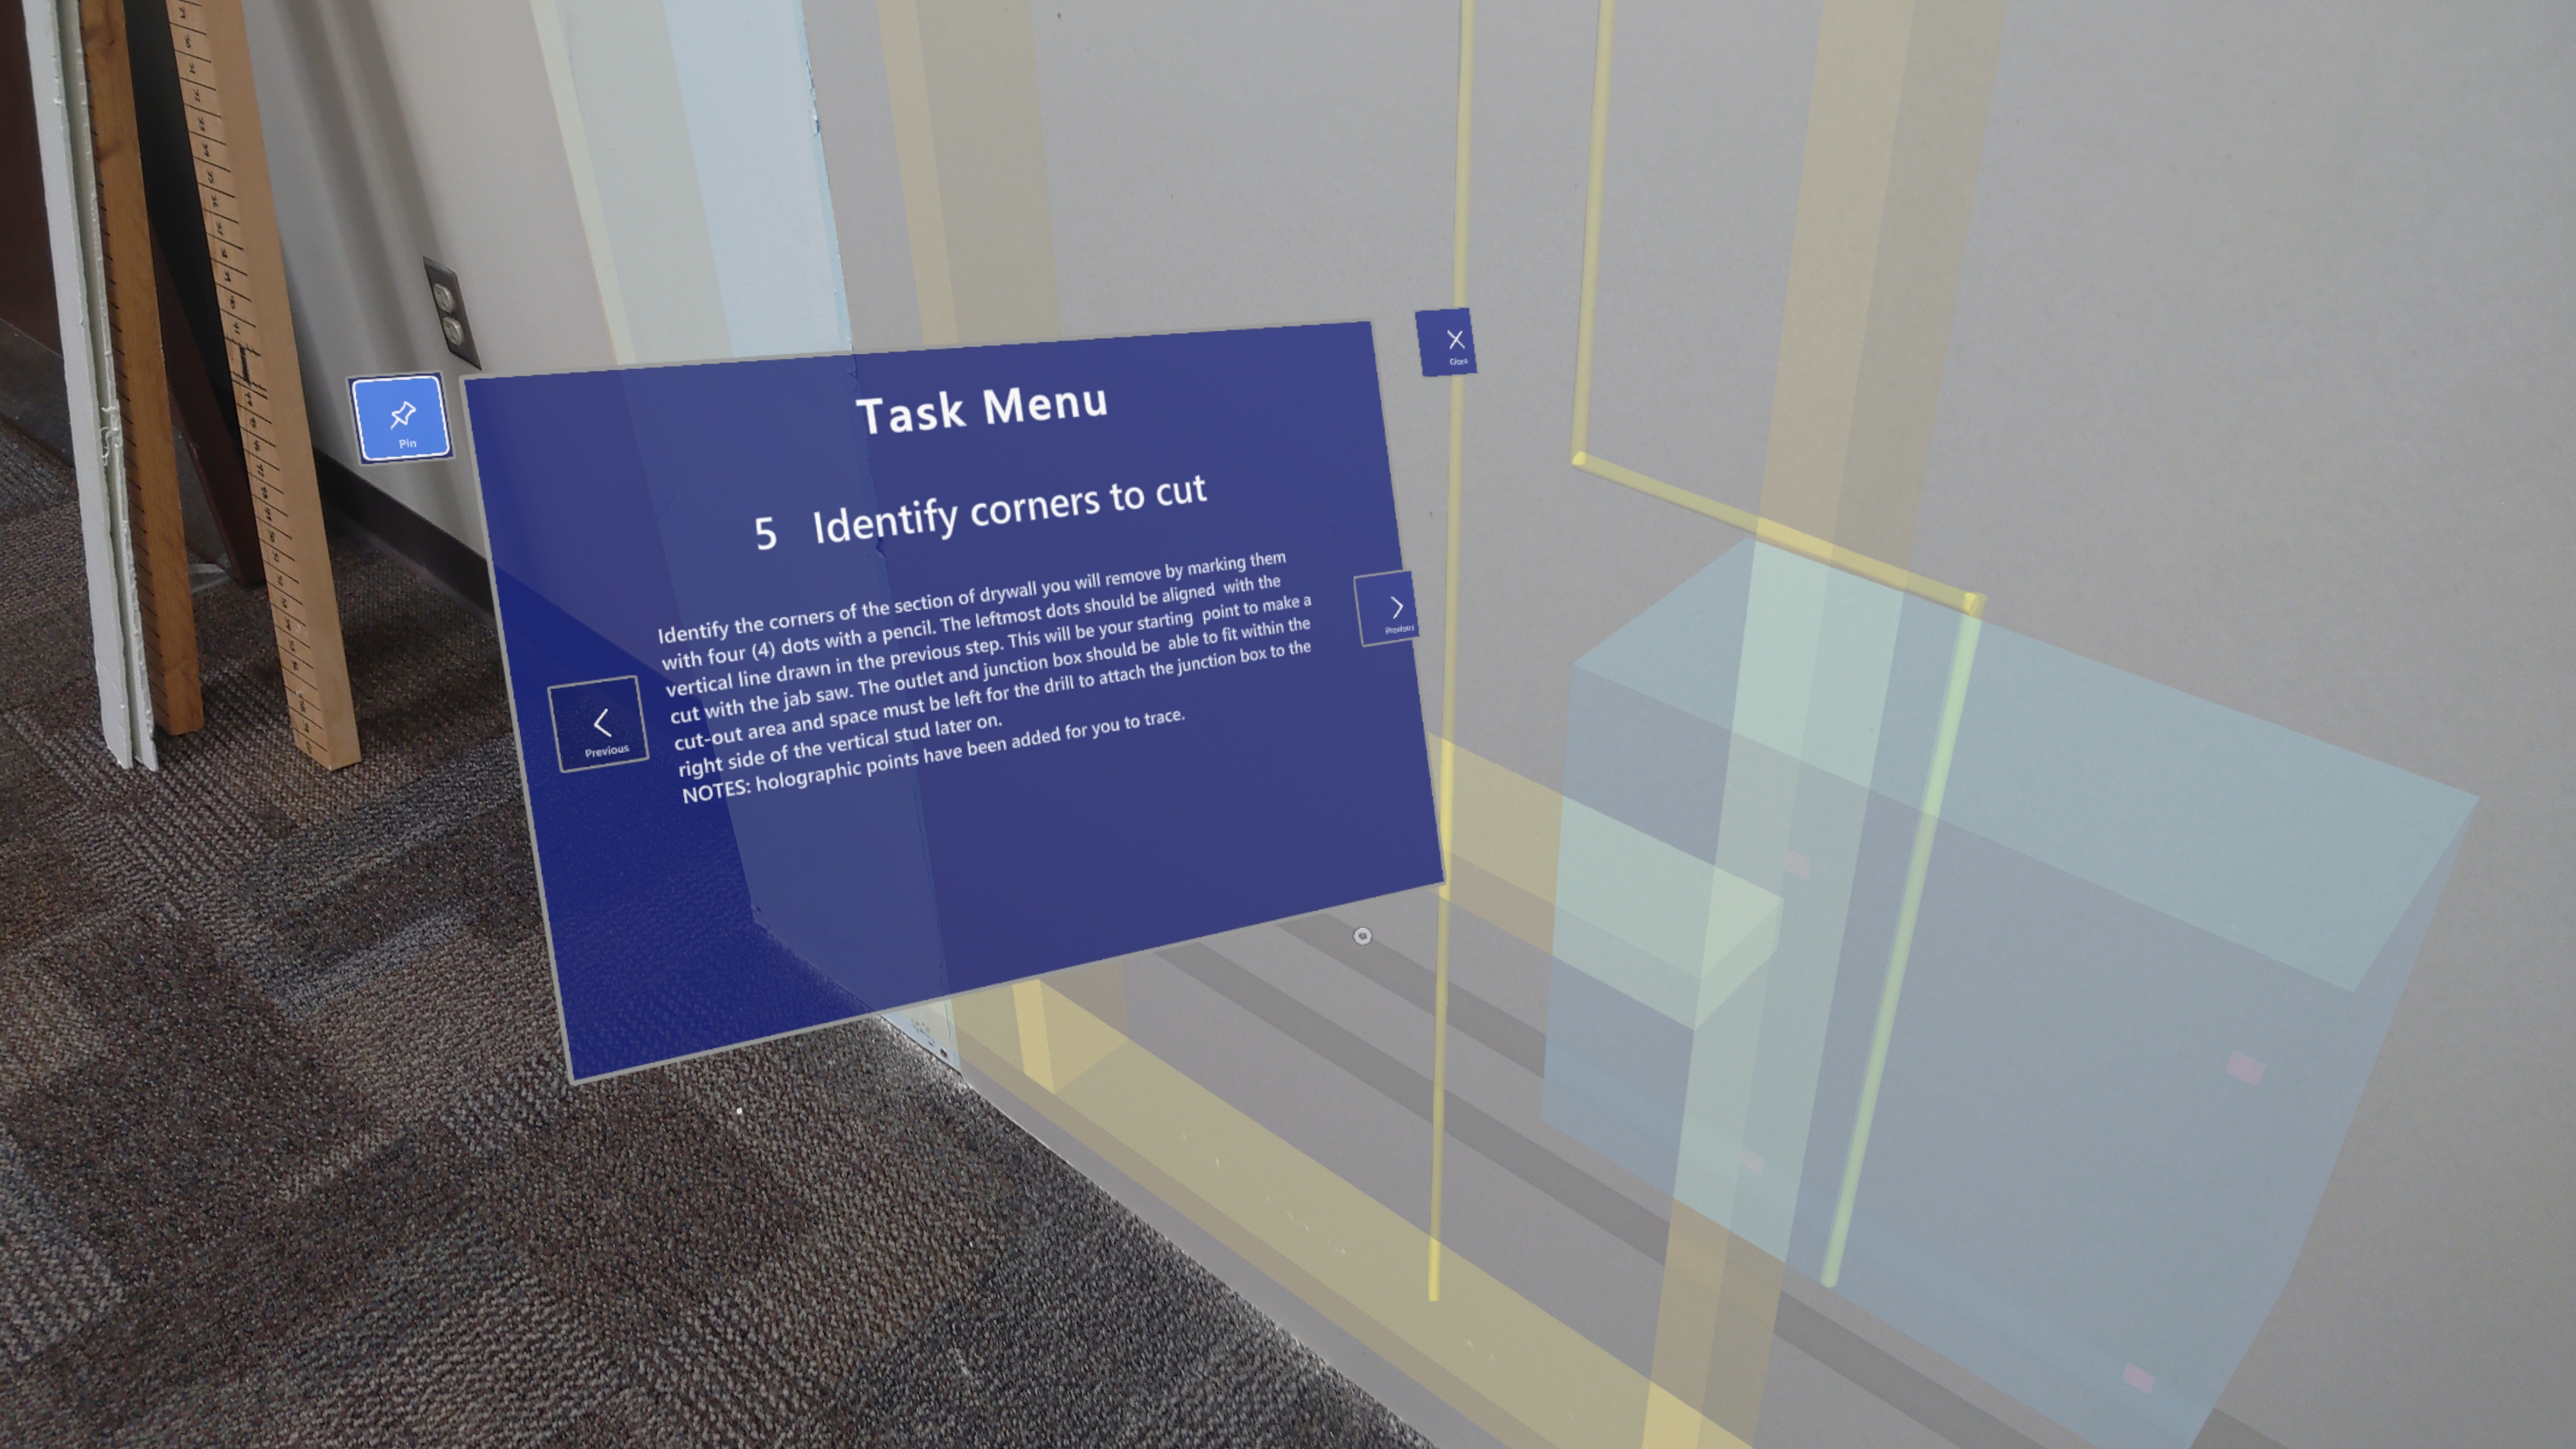 Close
Pin
Task Menu
5 Identify corners to cut
Identify the corners of the section of drywall you will remove by marking them
with four (4) dots with a pencil. The leftmost dots should be aligned with the
vertical line drawn in the previous step. This will be your starting point to make a
cut with the jab saw. The outlet and junction box should be able to fit within the
cut-out area and space must be left for the drill to attach the junction box to the
right side of the vertical stud later on.
NOTES: holographic points have been added for you to trace.
Previous
Previous